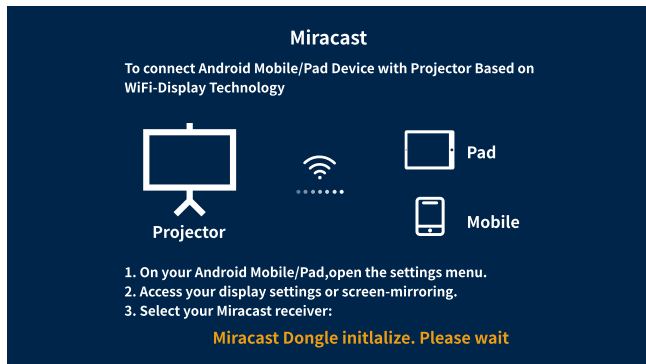 Miracast
To connect Android Mobile/Pad Device with Projector Based on
WiFi-Display Technology
Pad
Mobile
Projector
1. On your Android Mobile/Pad,open the settings menu.
2. Access your display settings or screen-mirroring.
3. Select your Miracast receiver:
Miracast Dongle initlalize. Please wait